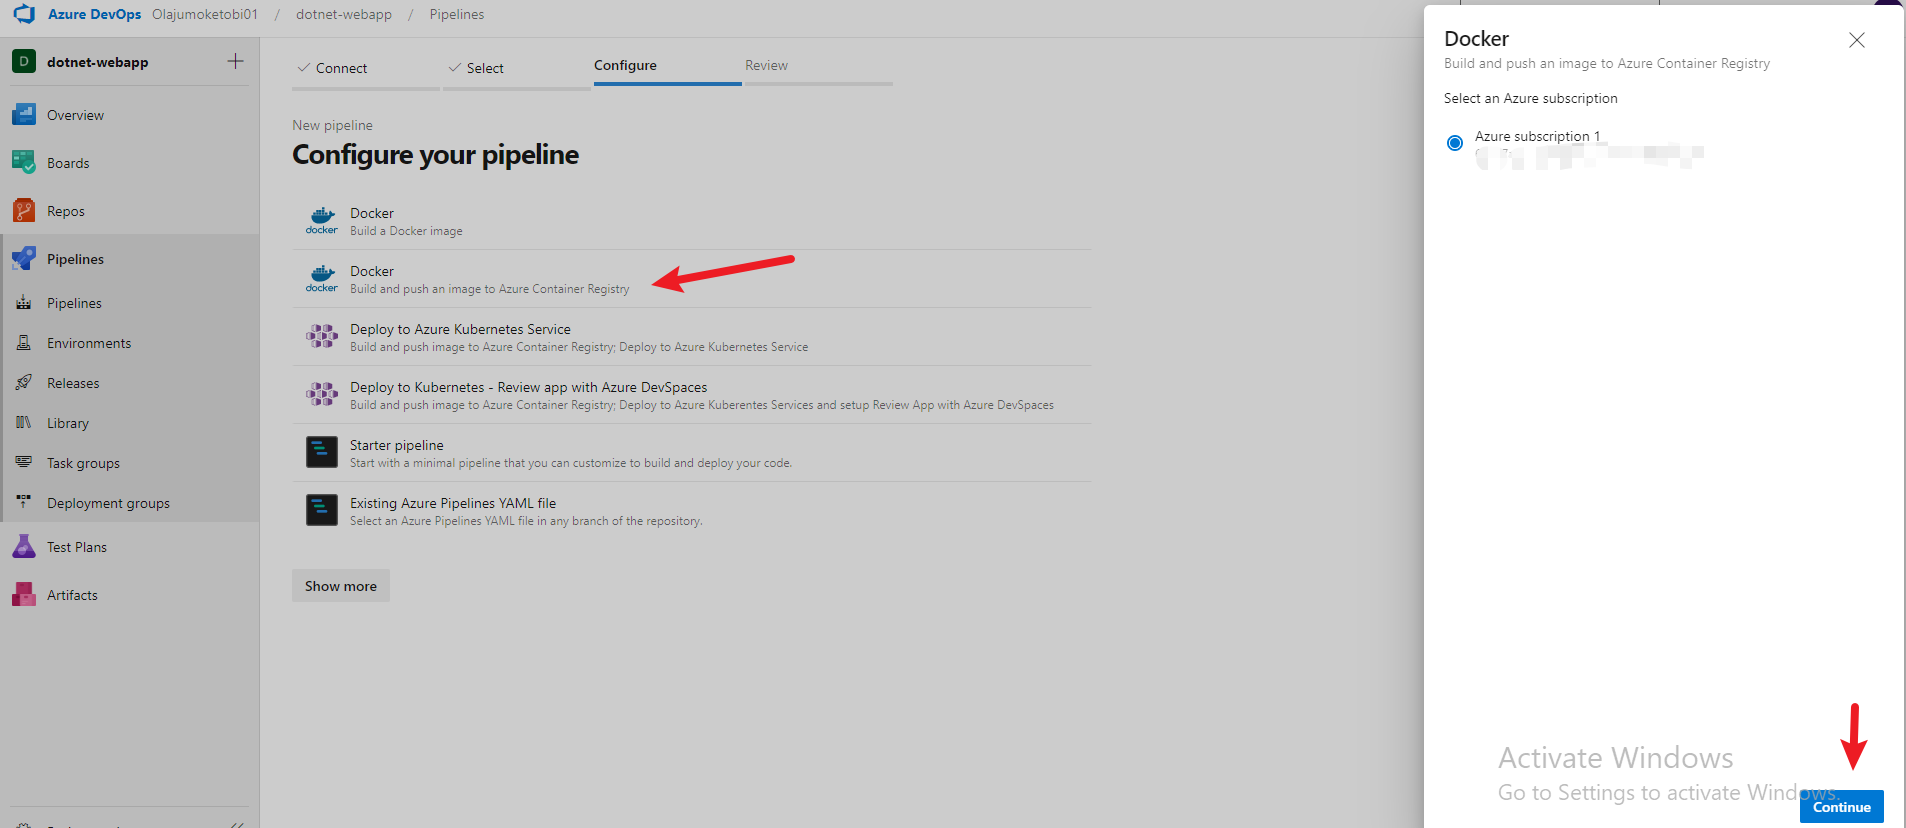 Azure DevOps Olajumoketobi01 / dotnet-webapp / Pipelines
D dotnet-webapp
Overview
Boards
Repos
Pipelines
Pipelines
Environments
Releases
Library
Task groups
Deployment groups
Test Plans
Artifacts
Connect Select Configure Review
New pipeline
Configure your pipeline
docker
Docker
Build a Docker image
docker
Docker
Build and push an image to Azure Container Registry
Deploy to Azure Kubernetes Service
Build and push image to Azure Container Registry; Deploy to Azure Kubernetes Service
Deploy to Kubernetes - Review app with Azure DevSpaces
Build and push image to Azure Container Registry; Deploy to Azure Kuberentes Services and setup Review App with Azure DevSpaces
Starter pipeline
Start with a minimal pipeline that you can customize to build and deploy your code.
Existing Azure Pipelines YAML file
Select an Azure Pipelines YAML file in any branch of the repository.
Show more
Docker
Build and push an image to Azure Container Registry
Select an Azure subscription
Azure subscription 1
Activate Windows
Go to Settings to activate Windows.
Continue